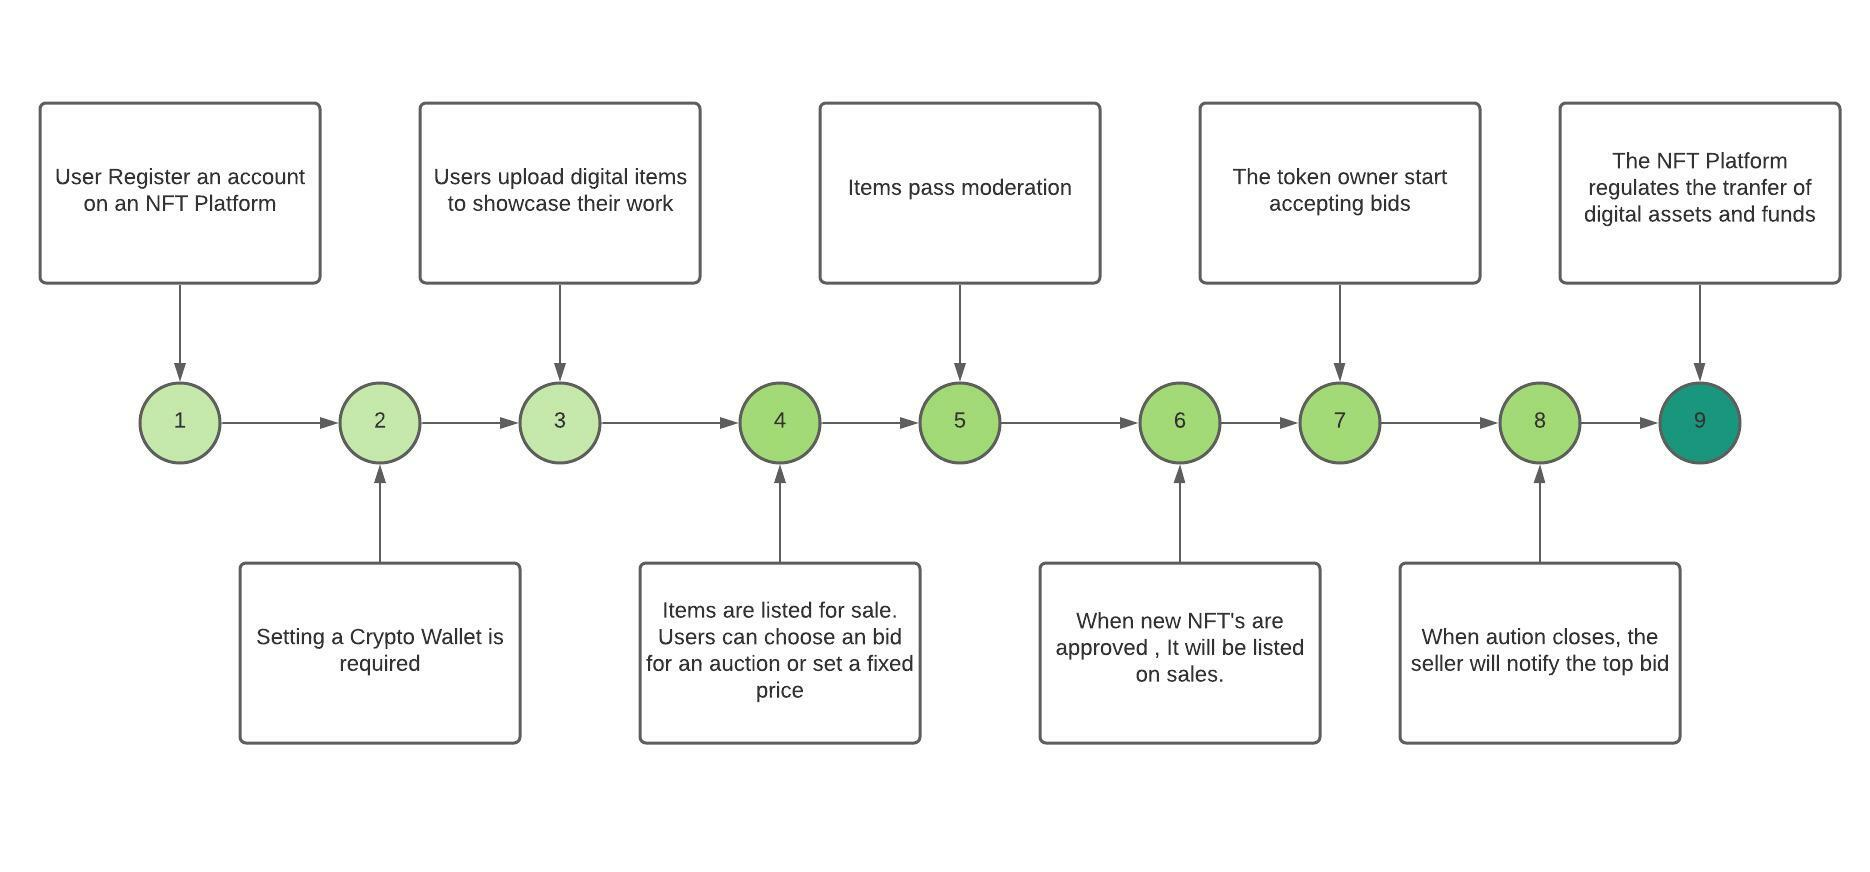 User Register an account
on an NFT Platform
Users upload digital items
to showcase their work
Items pass moderation
The token owner start
accepting bids
The NFT Platform
regulates the tranfer of
digital assets and funds
1
2
3
4
5
6
7
8
9
Setting a Crypto Wallet is
required
Items are listed for sale.
Users can choose an bid
for an auction or set a fixed
price
When new NFT's are
approved , It will be listed
on sales.
When aution closes, the
seller will notify the top bid